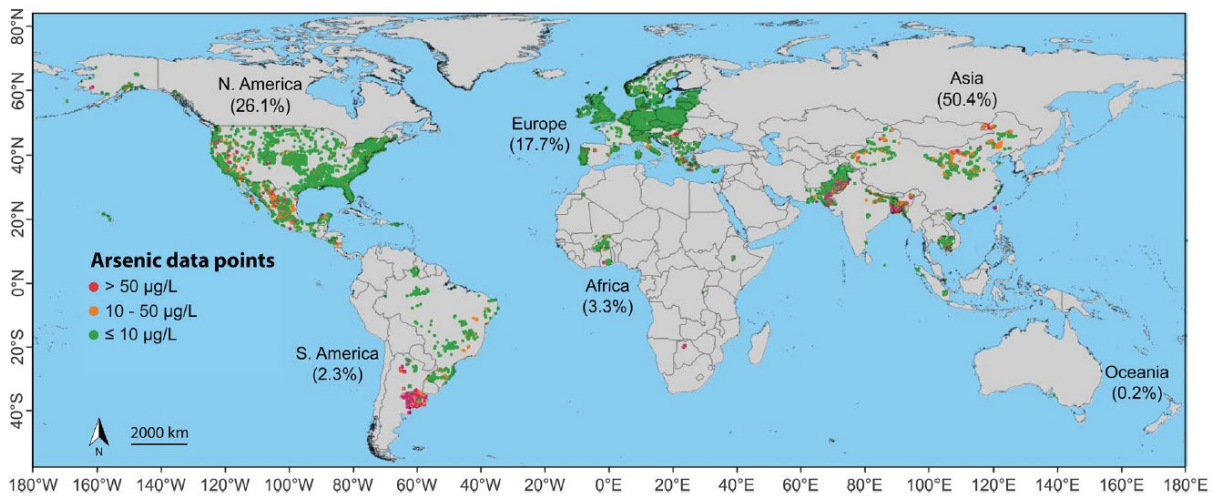 80°N
60°N
40°N
20°N
0°N
20°S
40°S
N. America
(26.1%)
Europe
(17.7%)
Asia
(50.4%)
Africa
(3.3%)
S. America
(2.3%)
Oceania
(0.2%)
Arsenic data points
> 50 µg/L
10 - 50 µg/L
≤ 10 µg/L
N
2000 km
180°W 160°W 140°W 120°W 100°W 80°W 60°W 40°W 20°W 0°E 20°E 40°E 60°E 80°E 100°E 120°E 140°E 160°E 180°E